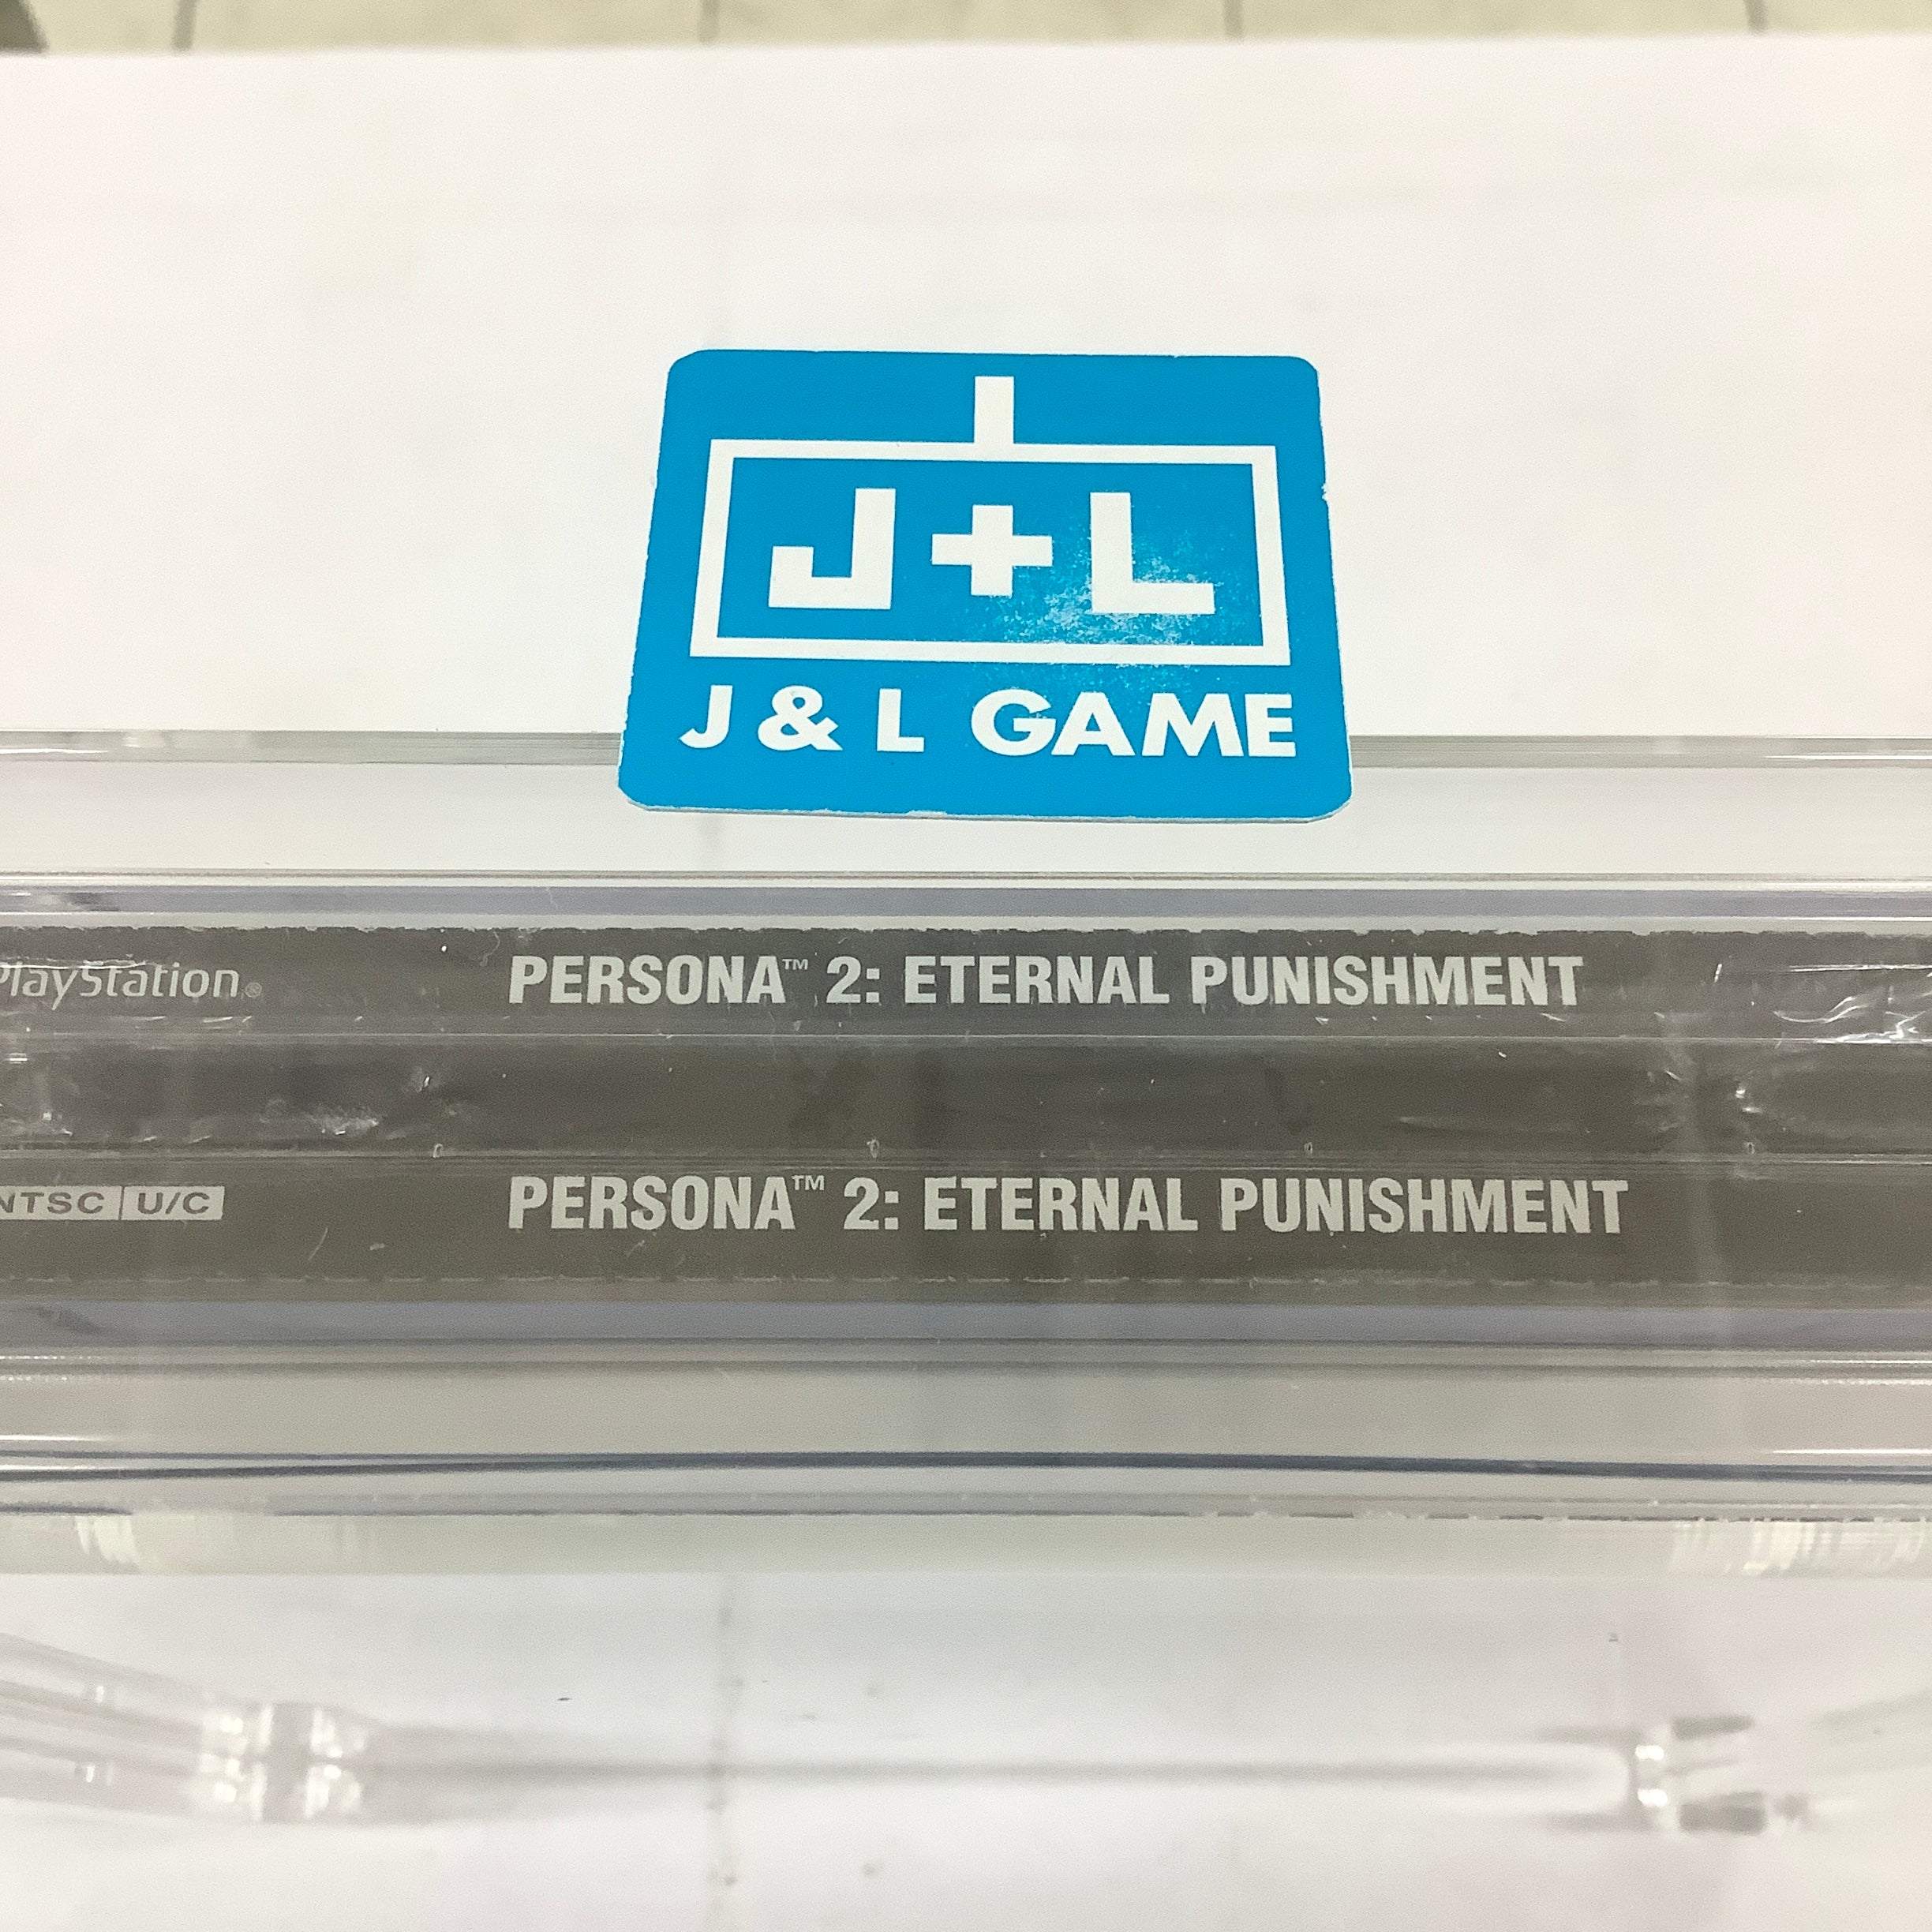 J+L
J & L GAME
PlayStation® PERSONA™ 2: ETERNAL PUNISHMENT
NTSC U/C PERSONA™ 2: ETERNAL PUNISHMENT